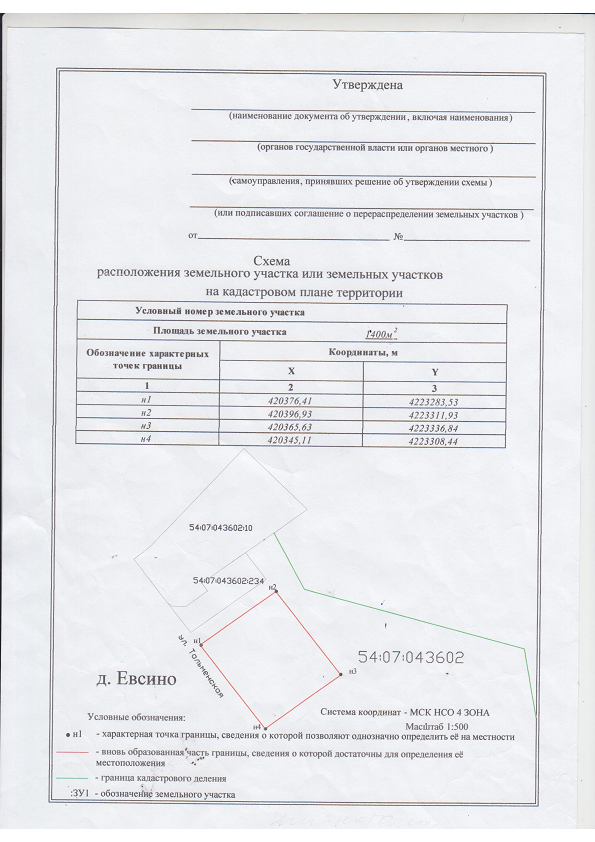 Утверждена
(наименование документа об утверждении, включая наименования)
(органов государственной власти или органов местного )
(самоуправления, принявших решение об утверждении схемы )
(или подписавших соглашение о перераспределении земельных участков )
от №
Схема
расположения земельного участка или земельных участков
на кадастровом плане территории
Условный номер земельного участка
Площадь земельного участка 1400м²
Обозначение характерных точек границы Координаты, м
X Y
1 2 3
н1 420376,41 4223283,53
н2 420396,93 4223311,93
н3 420365,63 4223336,84
н4 420345,11 4223308,44
54:07:043602:10
54:07:043602:234
н2
н1
ул. Тальменская
54:07:043602
н3
д. Евсино
н4
Система координат - МСК НСО 4 ЗОНА
Масштаб 1:500
Условные обозначения:
н1 - характерная точка границы, сведения о которой позволяют однозначно определить её на местности
- вновь образованная часть границы, сведения о которой достаточны для определения её
местоположения
- граница кадастрового деления
:ЗУ1 - обозначение земельного участка